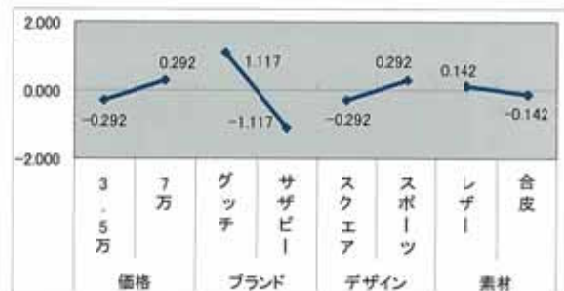 2.000
0.292
1.117
0.292
0.142
0.000
-0.292
-1.117
-0.292
-0.142
-2.000
3.5万
7万
グッチ
サザビー
スクエア
スポーツ
レザー
合皮
価格
ブランド
デザイン
素材